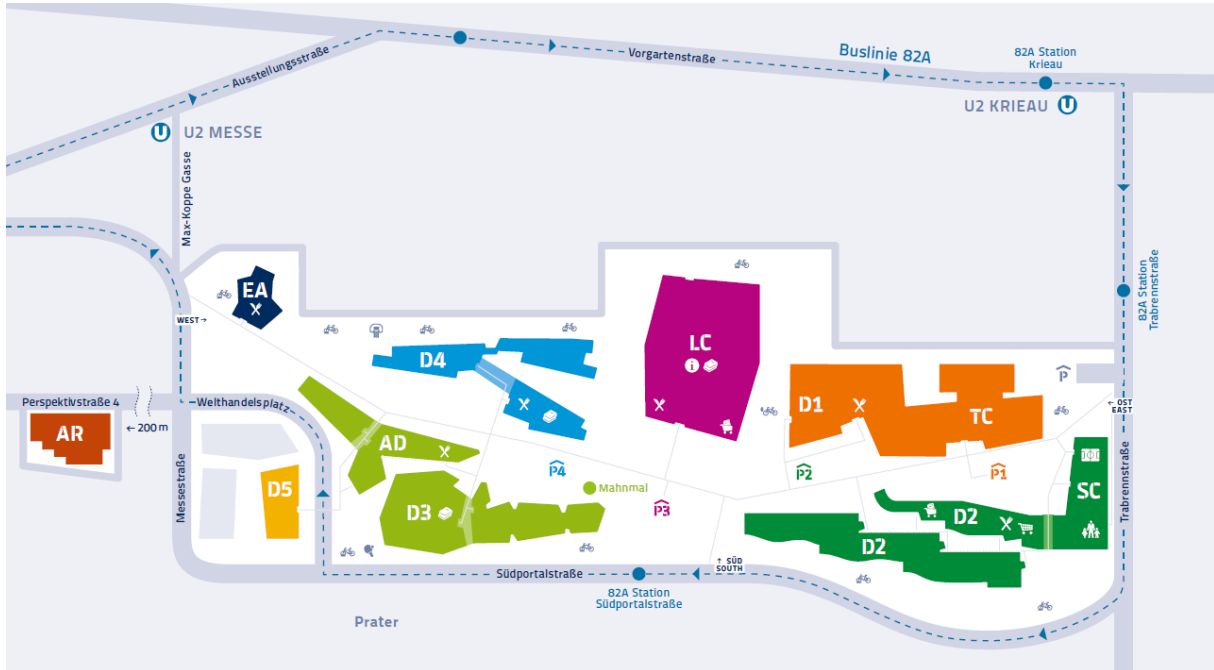 Ausstellungsstraße
Vorgartenstraße
Buslinie 82A
82A Station
Krieau
U2 KRIEAU U
U U2 MESSE
Max-Koppe Gasse
82A Station
Trabrennstraße
EA
WEST →
D4
LC
i
P
D1
TC
← OST
EAST
Perspektivstraße 4
← 200 m
AR
Welthandelsplatz
AD
P4
P2
P1
SC
D5
D3
Mahnmal
P3
D2
D2
Messestraße
Trabrennstraße
↑ SÜD
SOUTH
Südportalstraße
82A Station
Südportalstraße
Prater